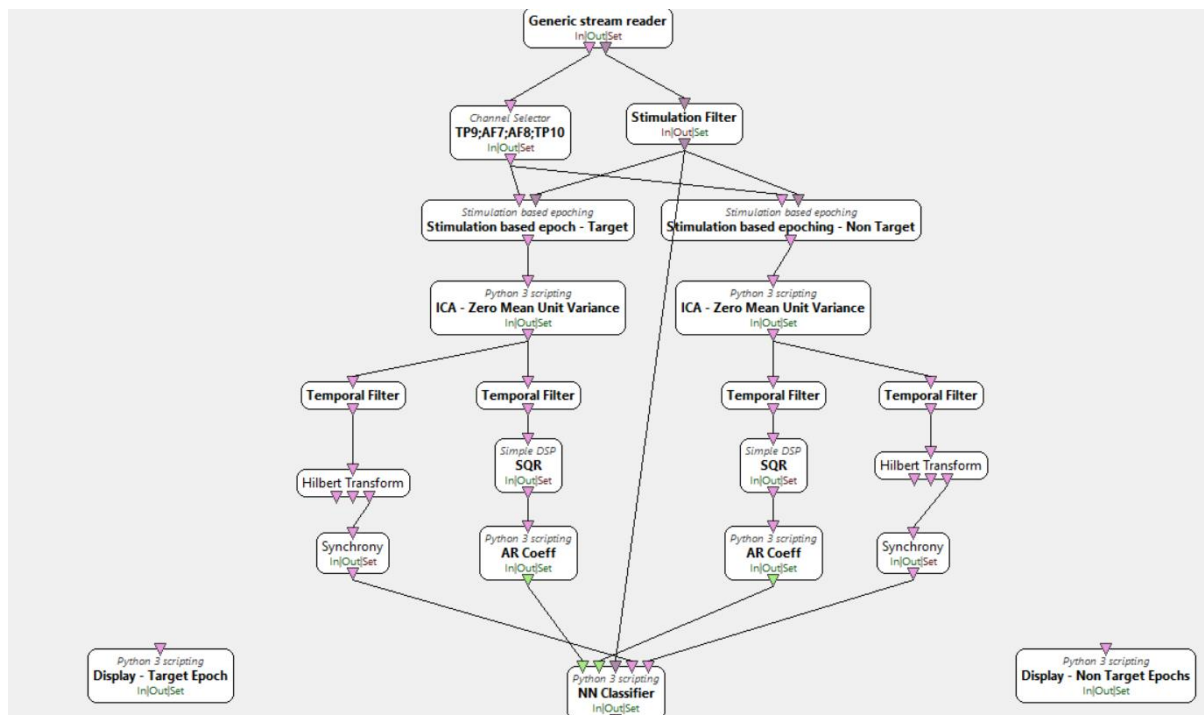 Generic stream reader
In|Out|Set
Channel Selector
TP9;AF7;AF8;TP10
In|Out|Set
Stimulation Filter
In|Out|Set
Stimulation based epoching
Stimulation based epoch - Target
Stimulation based epoching
Stimulation based epoching - Non Target
Python 3 scripting
ICA - Zero Mean Unit Variance
In|Out|Set
Python 3 scripting
ICA - Zero Mean Unit Variance
In|Out|Set
Temporal Filter
Temporal Filter
Temporal Filter
Temporal Filter
Hilbert Transform
Simple DSP
SQR
In|Out|Set
Simple DSP
SQR
In|Out|Set
Hilbert Transform
Synchrony
In|Out|Set
Python 3 scripting
AR Coeff
In|Out|Set
Python 3 scripting
AR Coeff
In|Out|Set
Synchrony
In|Out|Set
Python 3 scripting
Display - Target Epoch
In|Out|Set
Python 3 scripting
NN Classifier
In|Out|Set
Python 3 scripting
Display - Non Target Epochs
In|Out|Set